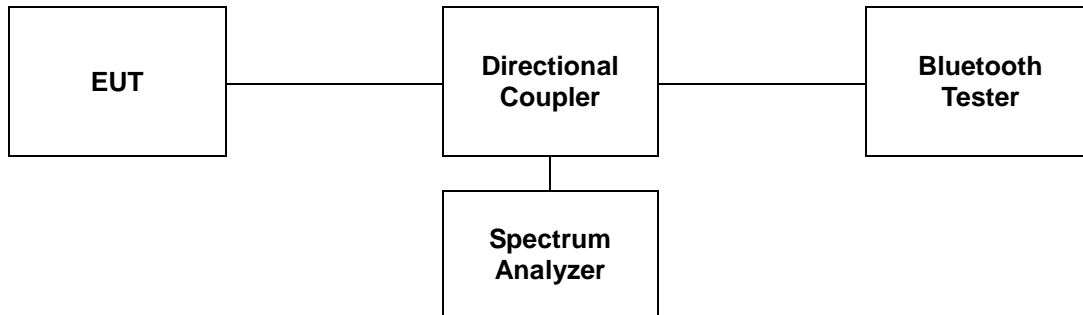 EUT
Directional
Coupler
Bluetooth
Tester
Spectrum
Analyzer